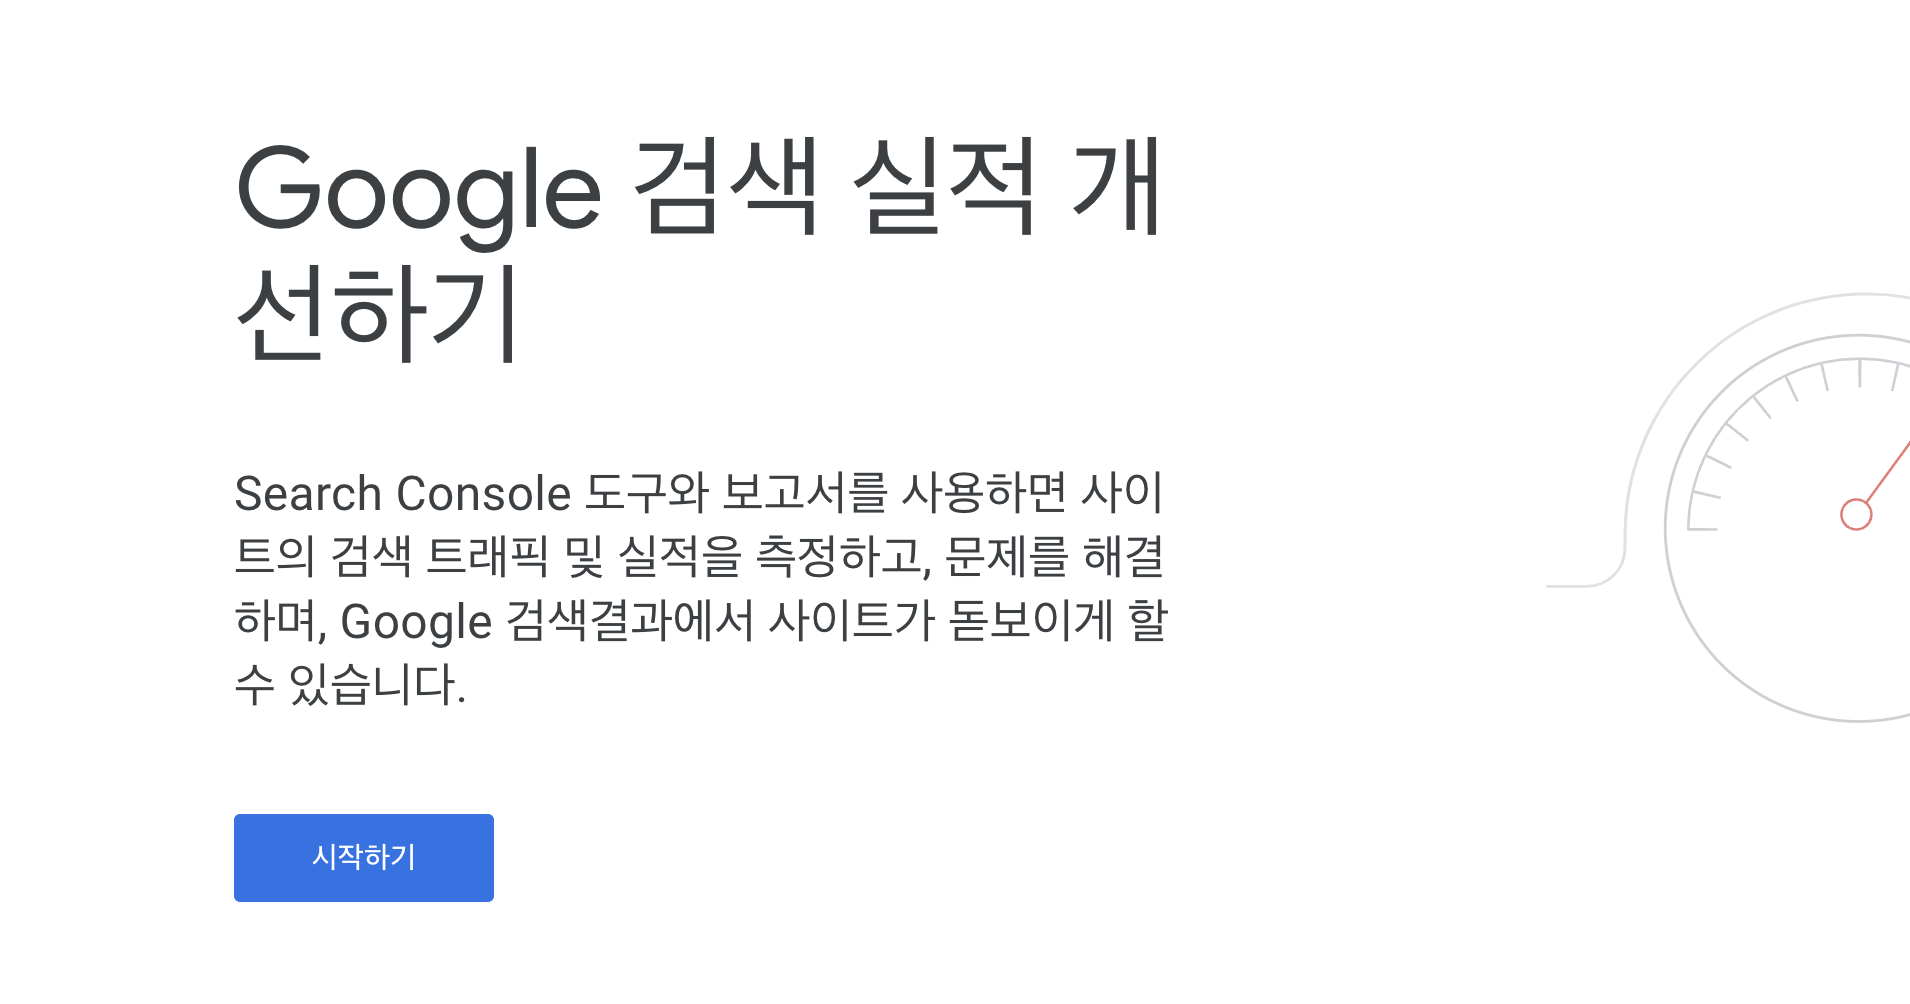 Google 검색 실적 개
선하기
Search Console 도구와 보고서를 사용하면 사이
트의 검색 트래픽 및 실적을 측정하고, 문제를 해결
하며, Google 검색결과에서 사이트가 돋보이게 할
수 있습니다.
시작하기